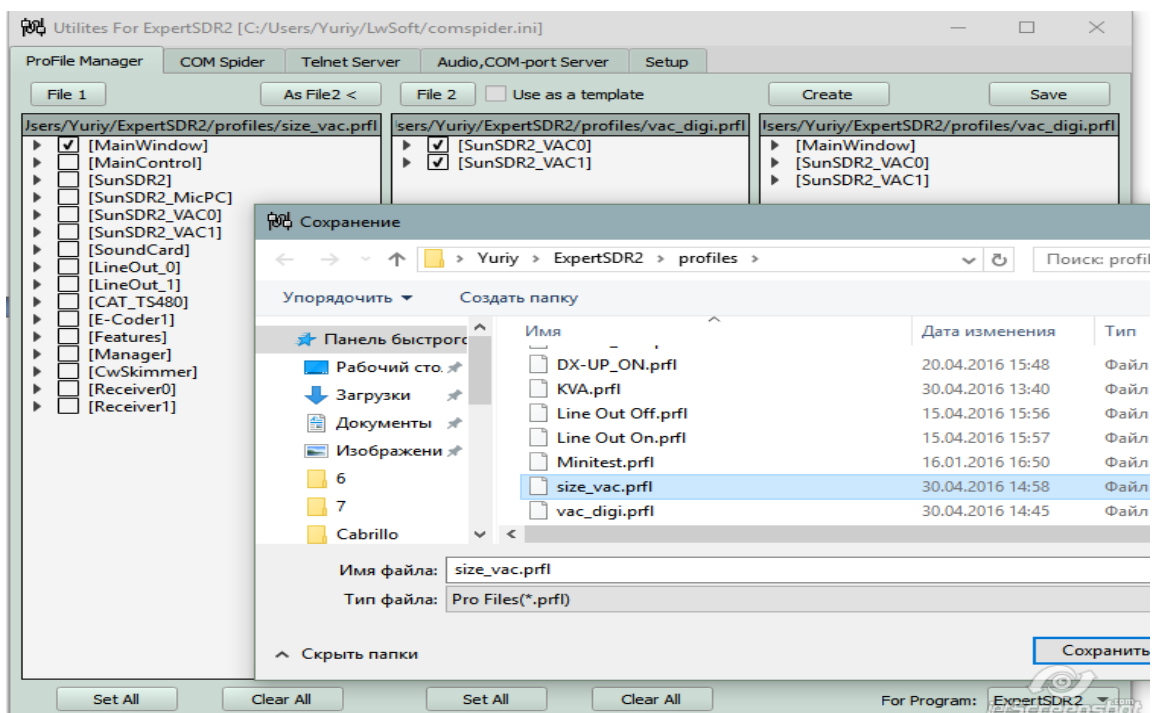 Utilites For ExpertSDR2 [C:/Users/Yuriy/LwSoft/comspider.ini]
ProFile Manager COM Spider Telnet Server Audio,COM-port Server Setup
File 1 As File2 < File 2 Use as a template Create Save
Jsers/Yuriy/ExpertSDR2/profiles/size_vac.prfl sers/Yuriy/ExpertSDR2/profiles/vac_digi.prfl Isers/Yuriy/ExpertSDR2/profiles/vac_digi.prfl
[MainWindow] [SunSDR2_VAC0] [MainWindow]
[MainControl] [SunSDR2_VAC1] [SunSDR2_VAC0]
[SunSDR2] [SunSDR2_VAC1]
[SunSDR2_MicPC]
[SunSDR2_VAC0]
[SunSDR2_VAC1]
[SoundCard]
[LineOut_0]
[LineOut_1]
[CAT_TS480]
[E-Coder1]
[Features]
[Manager]
[CwSkimmer]
[Receiver0]
[Receiver1]
Сохранение
Yuriy > ExpertSDR2 > profiles >
Поиск: profil
Упорядочить Создать папку
Панель быстрого
Рабочий сто.
Загрузки
Документы
Изображени
6
7
Cabrillo
Имя Дата изменения Тип
DX-UP_ON.prfl 20.04.2016 15:48 Файл
KVA.prfl 30.04.2016 13:40 Файл
Line Out Off.prfl 15.04.2016 15:56 Файл
Line Out On.prfl 15.04.2016 15:57 Файл
Minitest.prfl 16.01.2016 16:50 Файл
size_vac.prfl 30.04.2016 14:58 Файл
vac_digi.prfl 30.04.2016 14:45 Файл
Имя файла: size_vac.prfl
Тип файла: Pro Files(*.prfl)
Скрыть папки
Сохранить
Set All Clear All Set All Clear All For Program: ExpertSDR2